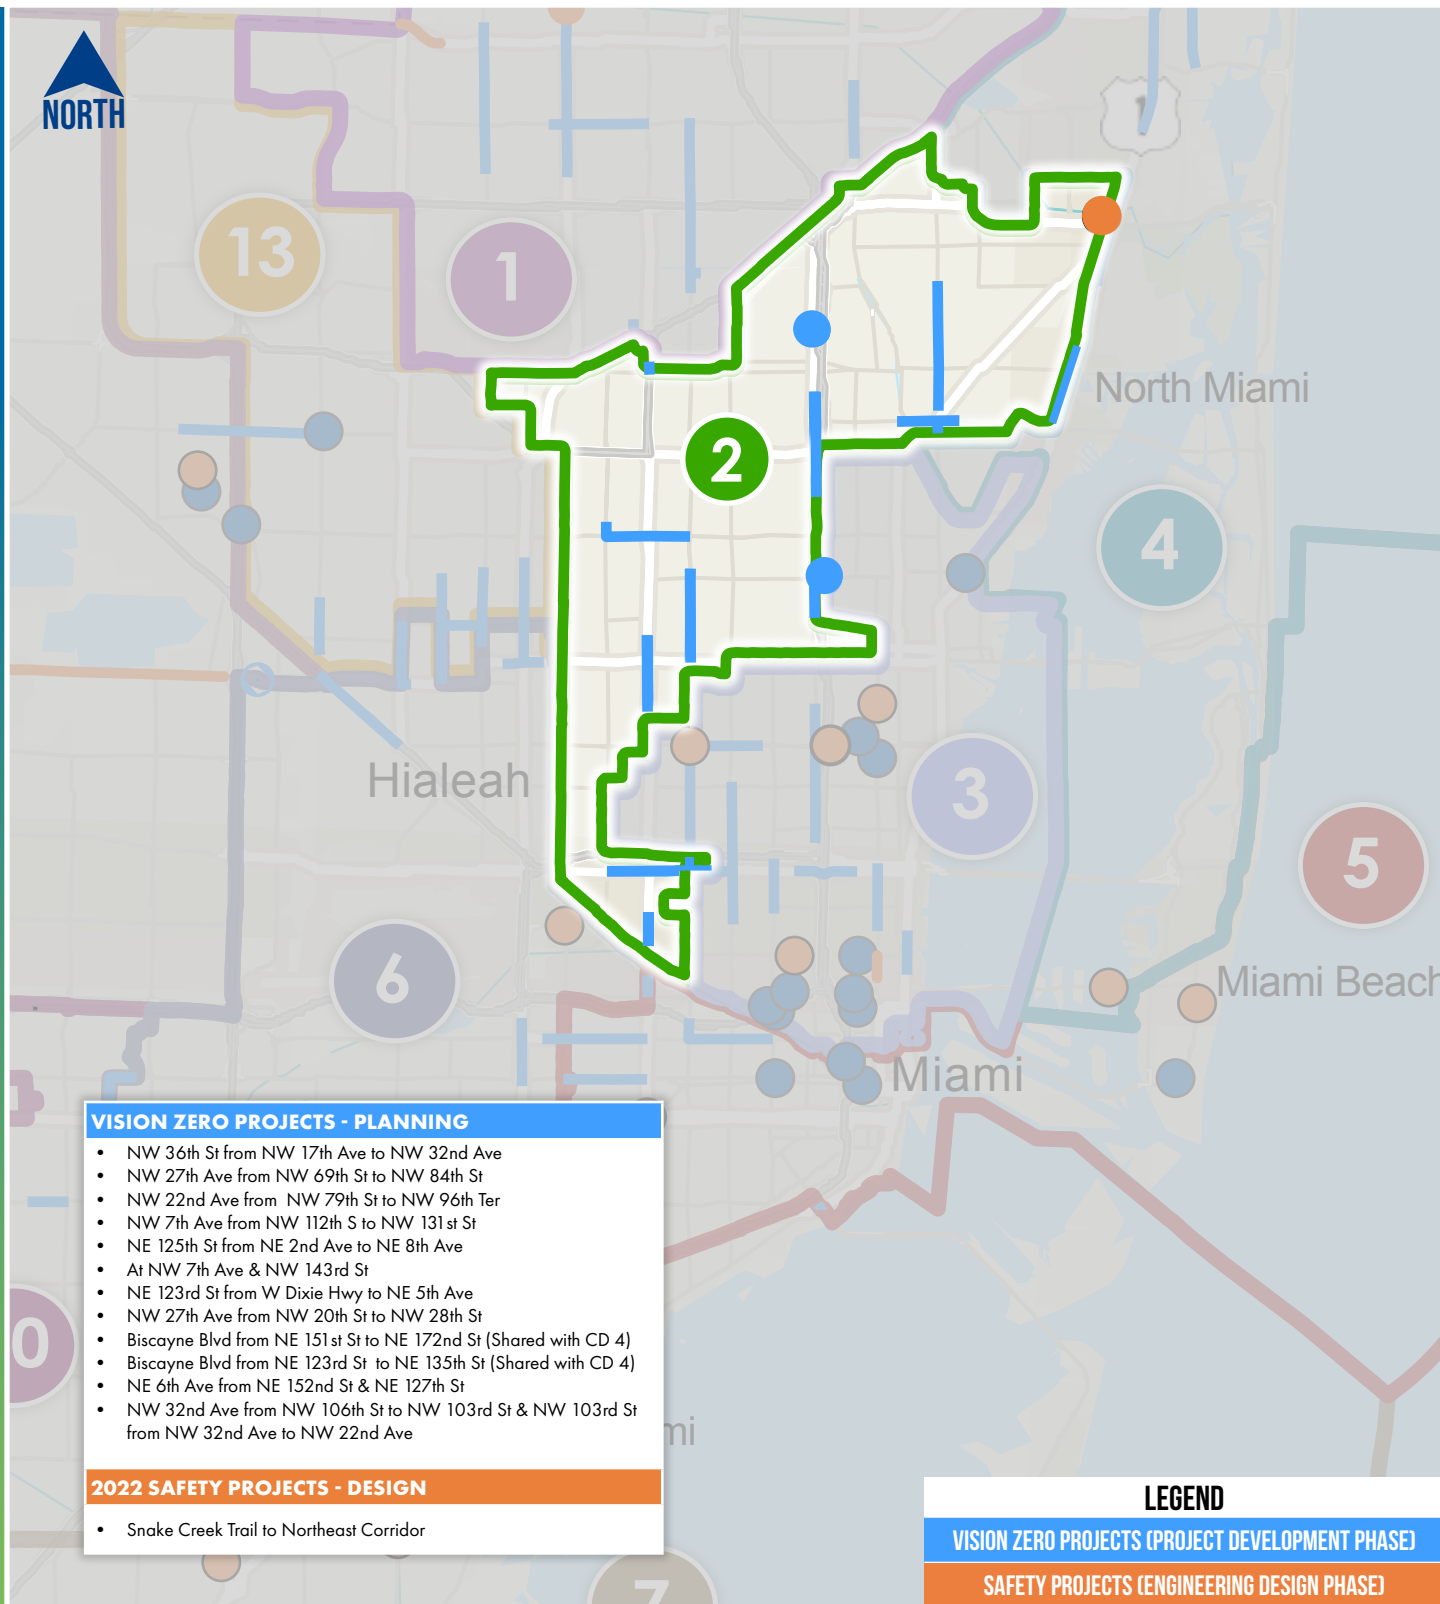 NORTH
1
13
1
North Miami
2
4
Hialeah
3
5
6
Miami Beach
Miami
VISION ZERO PROJECTS - PLANNING
• NW 36th St from NW 17th Ave to NW 32nd Ave
• NW 27th Ave from NW 69th St to NW 84th St
• NW 22nd Ave from NW 79th St to NW 96th Ter
• NW 7th Ave from NW 112th S to NW 131st St
• NE 125th St from NE 2nd Ave to NE 8th Ave
• At NW 7th Ave & NW 143rd St
• NE 123rd St from W Dixie Hwy to NE 5th Ave
• NW 27th Ave from NW 20th St to NW 28th St
• Biscayne Blvd from NE 151st St to NE 172nd St (Shared with CD 4)
• Biscayne Blvd from NE 123rd St to NE 135th St (Shared with CD 4)
• NE 6th Ave from NE 152nd St & NE 127th St
• NW 32nd Ave from NW 106th St to NW 103rd St & NW 103rd St
from NW 32nd Ave to NW 22nd Ave
0
mi
2022 SAFETY PROJECTS - DESIGN
• Snake Creek Trail to Northeast Corridor
7
LEGEND
VISION ZERO PROJECTS (PROJECT DEVELOPMENT PHASE)
SAFETY PROJECTS (ENGINEERING DESIGN PHASE)